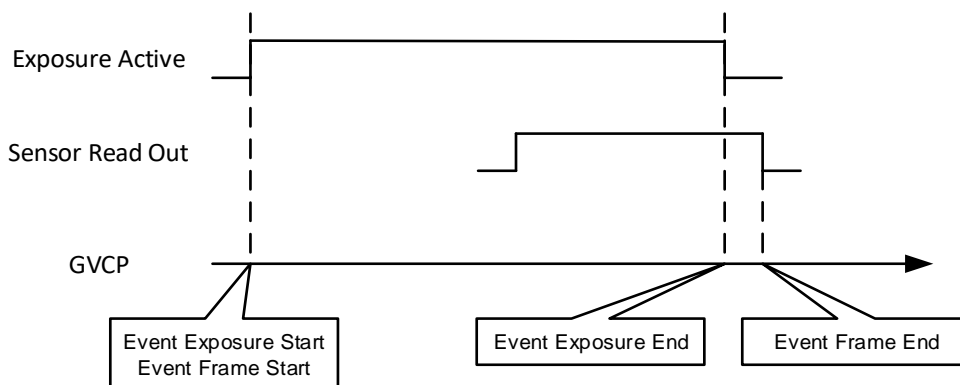 Exposure Active
Sensor Read Out
GVCP
Event Exposure Start
Event Frame Start
Event Exposure End
Event Frame End